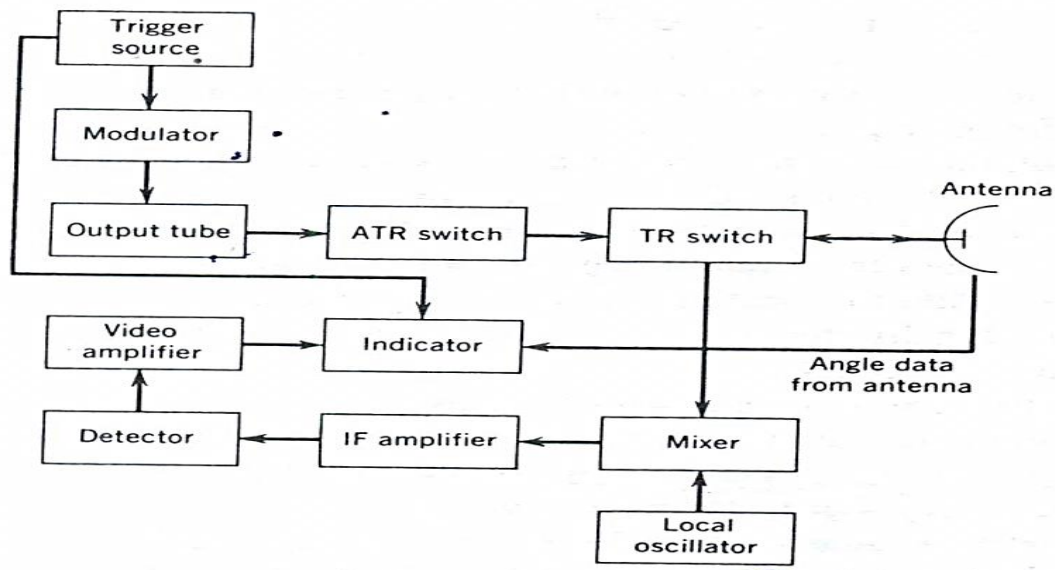 Trigger
source
Modulator
Output tube
ATR switch
TR switch
Antenna
Video
amplifier
Indicator
Angle data
from antenna
Detector
IF amplifier
Mixer
Local
oscillator